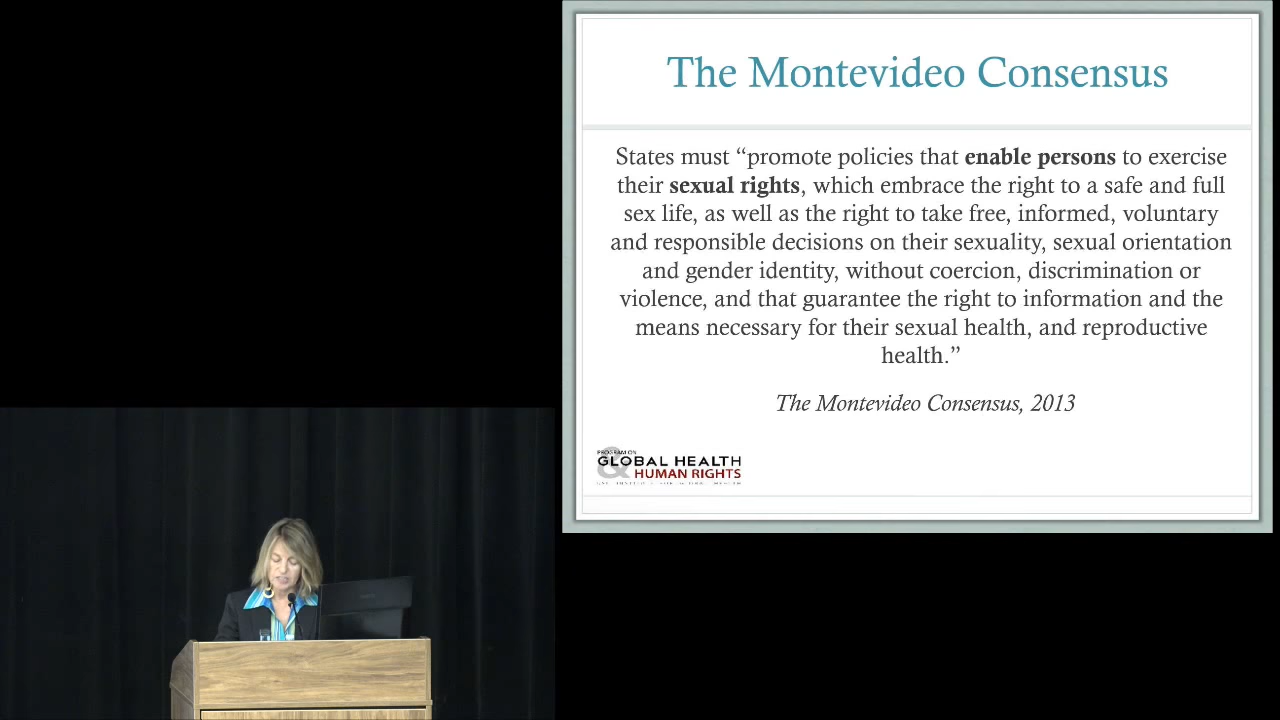 The Montevideo Consensus
States must “promote policies that enable persons to exercise
their sexual rights, which embrace the right to a safe and full
sex life, as well as the right to take free, informed, voluntary
and responsible decisions on their sexuality, sexual orientation
and gender identity, without coercion, discrimination or
violence, and that guarantee the right to information and the
means necessary for their sexual health, and reproductive
health.”
The Montevideo Consensus, 2013
PROGRAM ON
&
GLOBAL HEALTH
HUMAN RIGHTS